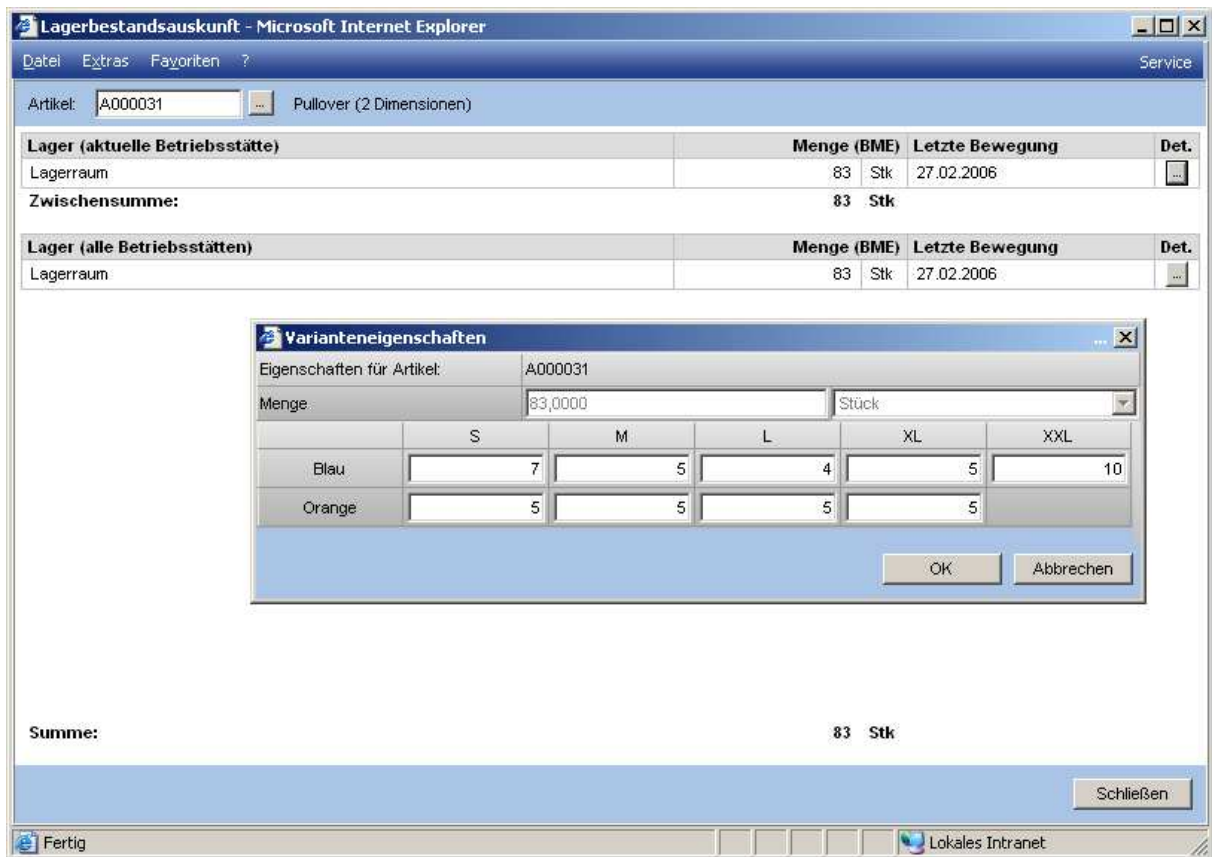 Lagerbestandsauskunft - Microsoft Internet Explorer
Datei Extras Favoriten ? Service
Artikel: A000031 ... Pullover (2 Dimensionen)
Lager (aktuelle Betriebsstätte) Menge (BME) Letzte Bewegung Det.
Lagerraum 83 Stk 27.02.2006 ...
Zwischensumme: 83 Stk
Lager (alle Betriebsstätten) Menge (BME) Letzte Bewegung Det.
Lagerraum 83 Stk 27.02.2006 ...
Varianteneigenschaften ...
Eigenschaften für Artikel: A000031
Menge 83,0000 Stück
S M L XL XXL
Blau 7 5 4 5 10
Orange 5 5 5 5
OK Abbrechen
Summe: 83 Stk
Schließen
Fertig Lokales Intranet